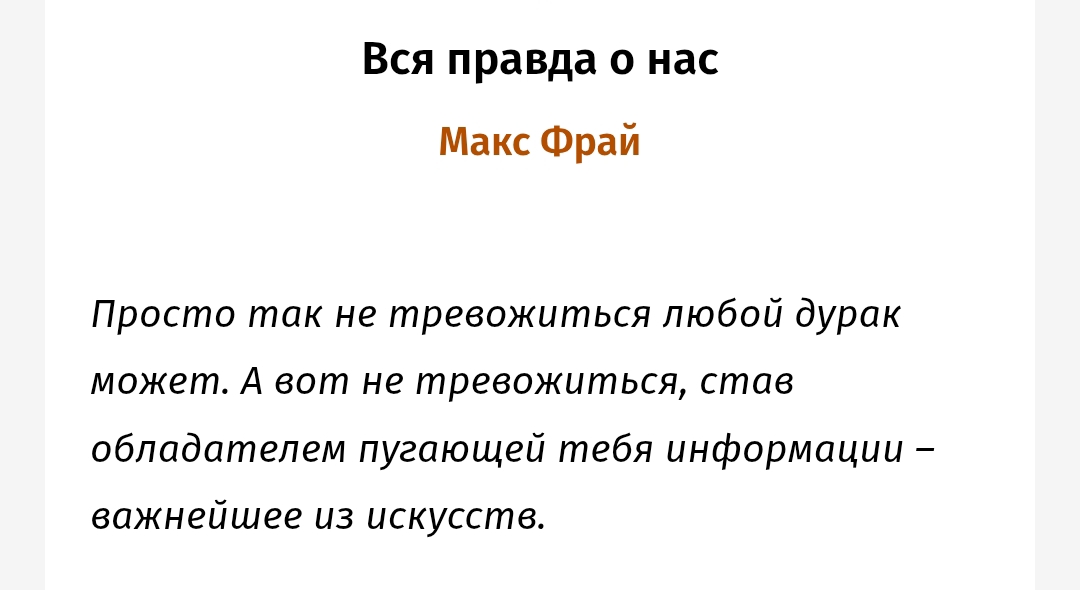 Вся правда о нас
Макс Фрай
Просто так не тревожиться любой дурак
может. А вот не тревожиться, став
обладателем пугающей тебя информации –
важнейшее из искусств.